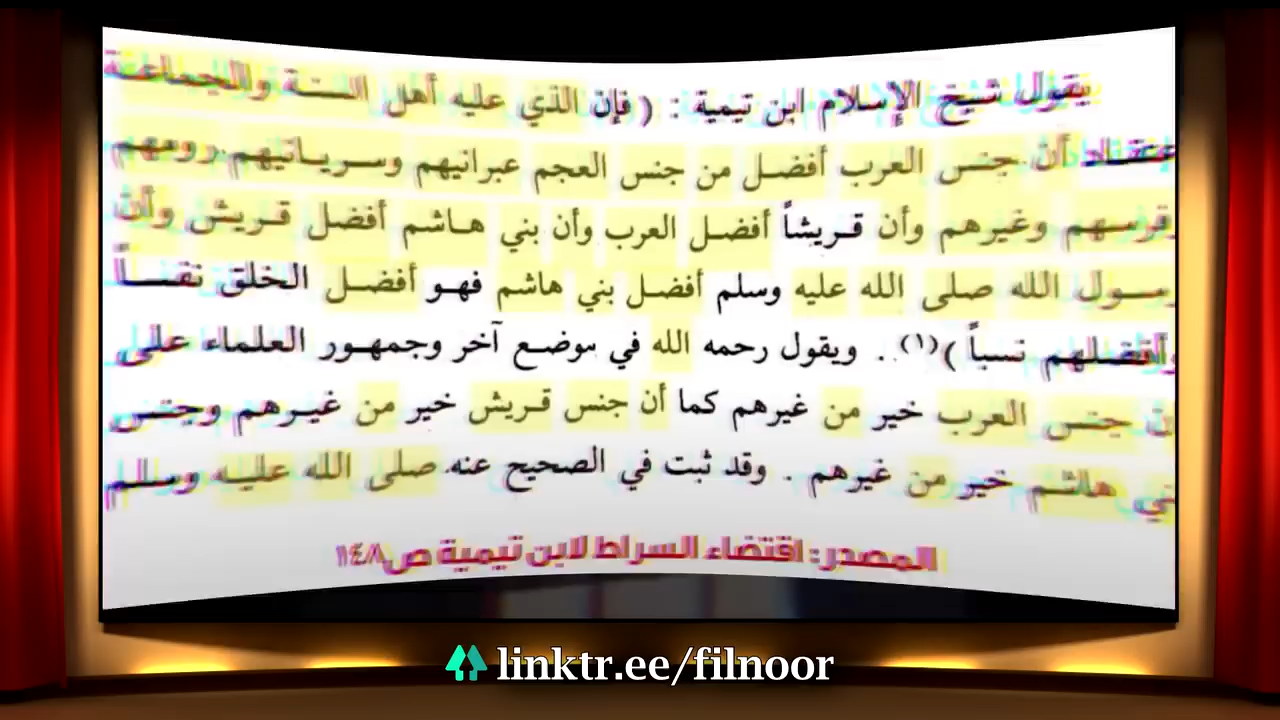 يقول شيخ الإسلام ابن تيمية : ( فإن الذي عليه أهل السنة والجماعة
عتقاد أن جنس العرب أفضل من جنس العجم عبرانيهم وسريانيهم رومهم
وفرسهم وغيرهم وأن قريشاً أفضل العرب وأن بني هاشم أفضل قريش وأن
رسول الله صلى الله عليه وسلم أفضل بني هاشم فهو أفضل الخلق نفساً
وأفضلهم نسباً )(١) . ويقول رحمه الله في موضع آخر وجمهور العلماء على
ن جنس العرب خير من غيرهم كما أن جنس قريش خير من غيرهم وجنس
ني هاشم خير من غيرهم . وقد ثبت في الصحيح عنه صلى الله عليه وسلم
المصدر: اقتضاء السراط لابن تيمية ص١٤٨
linktr.ee/filnoor